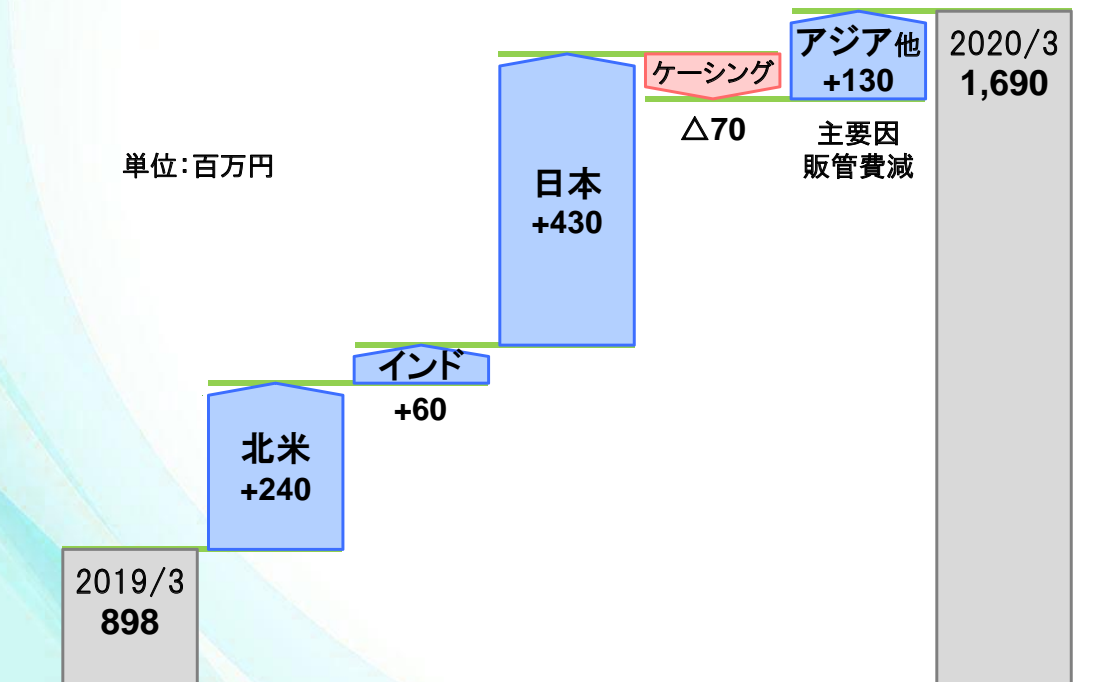 単位：百万円
2019/3
898
北米
+240
インド
+60
日本
+430
ケーシング
△70
アジア他
+130
主要因
販管費減
2020/3
1,690